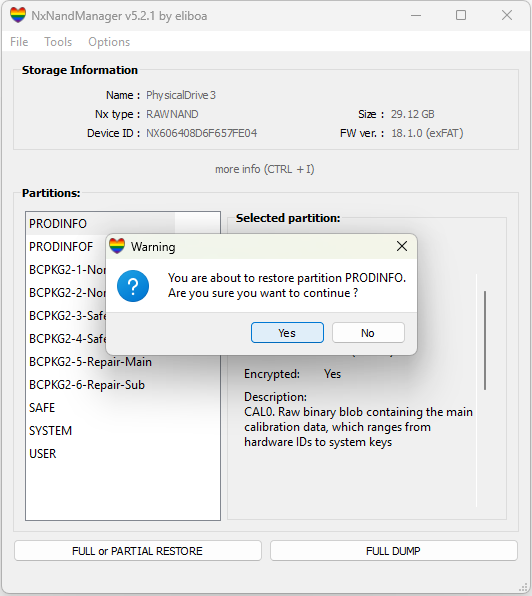 NxNandManager v5.2.1 by eliboa
File Tools Options
Storage Information
Name : PhysicalDrive3
Nx type : RAWNAND Size : 29.12 GB
Device ID : NX606408D6F657FE04 FW ver. : 18.1.0 (exFAT)
more info (CTRL + I)
Partitions:
PRODINFO
PRODINFOF
BCPKG2-1-Nor
BCPKG2-2-Nor
BCPKG2-3-Safe
BCPKG2-4-Safe
BCPKG2-5-Repair-Main
BCPKG2-6-Repair-Sub
SAFE
SYSTEM
USER
Selected partition:
Warning
You are about to restore partition PRODINFO.
Are you sure you want to continue ?
Yes No
Encrypted: Yes
Description:
CAL0. Raw binary blob containing the main
calibration data, which ranges from
hardware IDs to system keys
FULL or PARTIAL RESTORE FULL DUMP